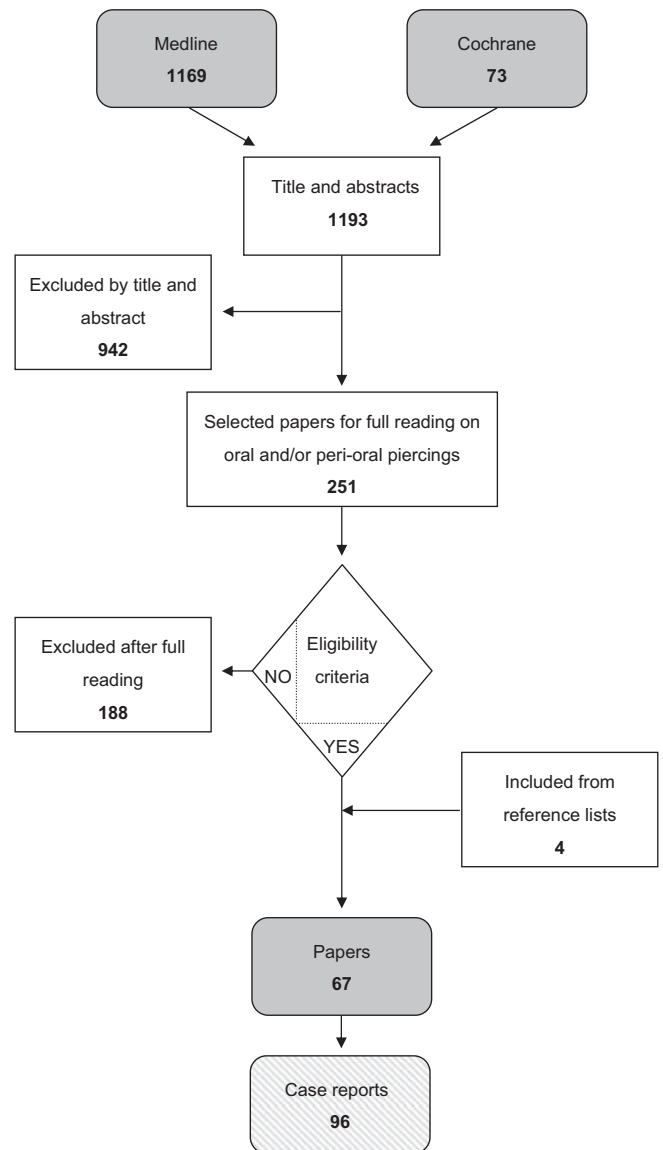 Medline
1169
Cochrane
73
Title and abstracts
1193
Excluded by title and
abstract
942
Selected papers for full reading on
oral and/or peri-oral piercings
251
Eligibility
criteria
NO
YES
Excluded after full
reading
188
Included from
reference lists
4
Papers
67
Case reports
96